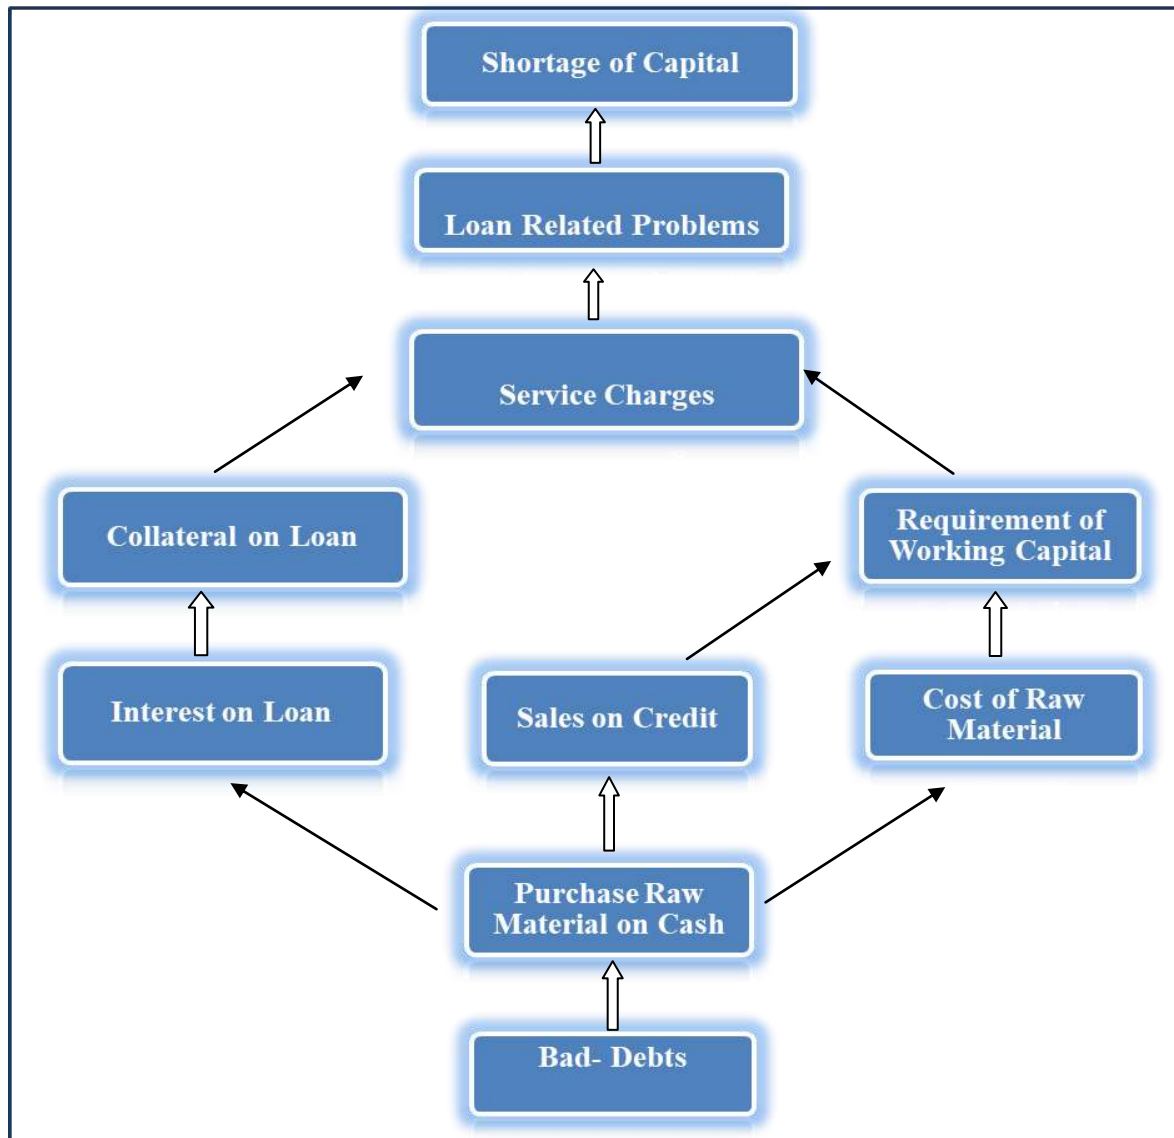 Shortage of Capital
Loan Related Problems
Service Charges
Collateral on Loan
Requirement of
Working Capital
Interest on Loan
Sales on Credit
Cost of Raw
Material
Purchase Raw
Material on Cash
Bad- Debts